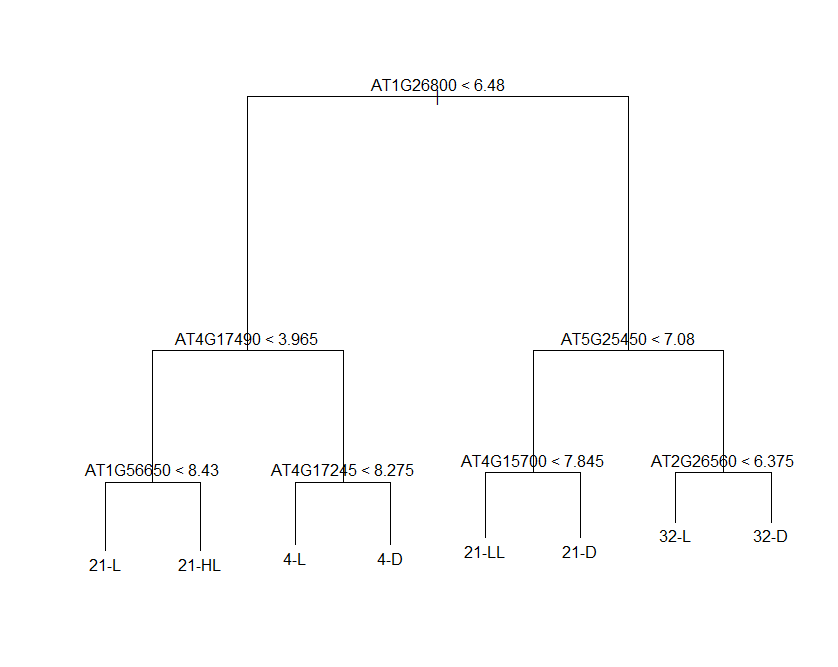 AT1G26800 < 6.48
AT4G17490 < 3.965
AT5G25450 < 7.08
AT1G56650 < 8.43
AT4G17245 < 8.275
AT4G15700 < 7.845
AT2G26560 < 6.375
21-L
21-HL
4-L
4-D
21-LL
21-D
32-L
32-D